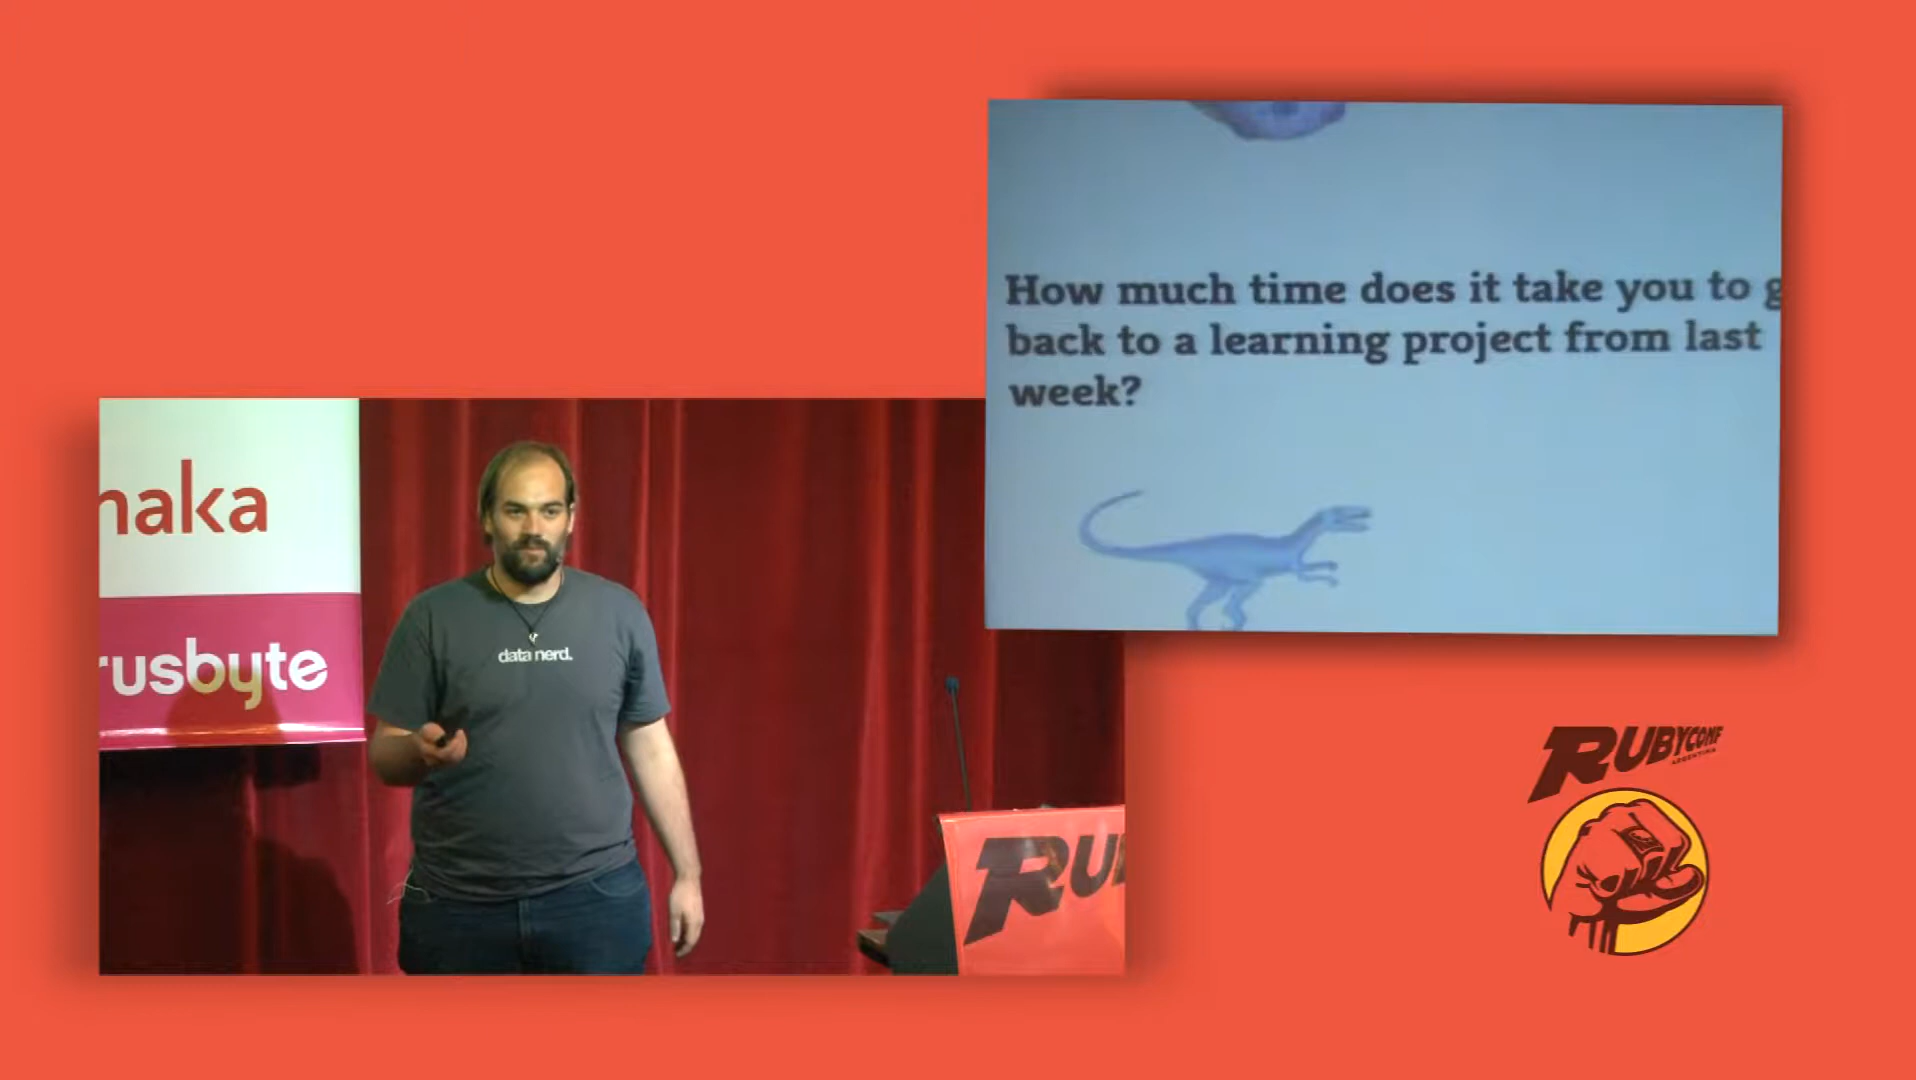 How much time does it take you to g
back to a learning project from last
week?
naka
rusbyte
data nerd.
RU
RUBYCONF
ARGENTINA